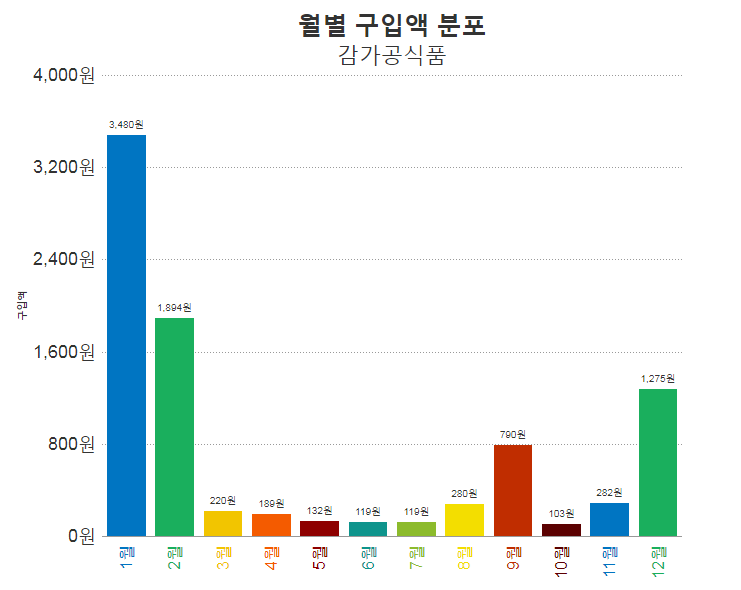 월별 구입액 분포
감가공식품
4,000원
3,200원
2,400원
1,600원
800원
0원
구입액
3,480원
1,894원
220원
189원
132원
119원
119원
280원
790원
103원
282원
1,275원
1월
2월
3월
4월
5월
6월
7월
8월
9월
10월
11월
12월